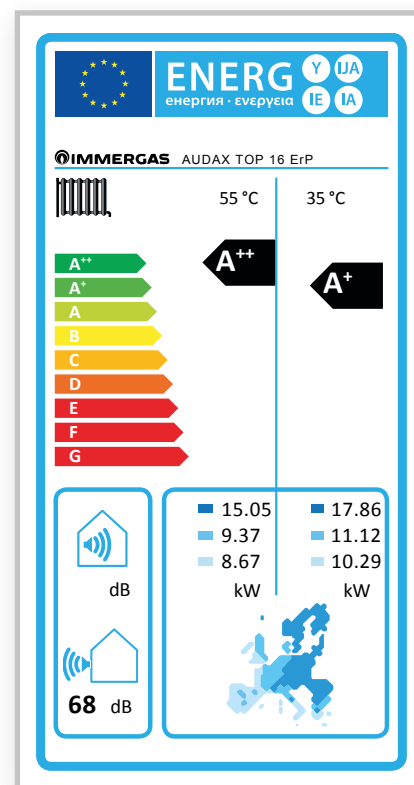 ENERG Y IJA
енергия · ενεργεια IE IA
IMMERGAS AUDAX TOP 16 ErP
55 °C 35 °C
A++ A++
A+ A+
A
B
C
D
E
F
G
15.05 17.86
9.37 11.12
8.67 10.29
dB kW kW
68 dB